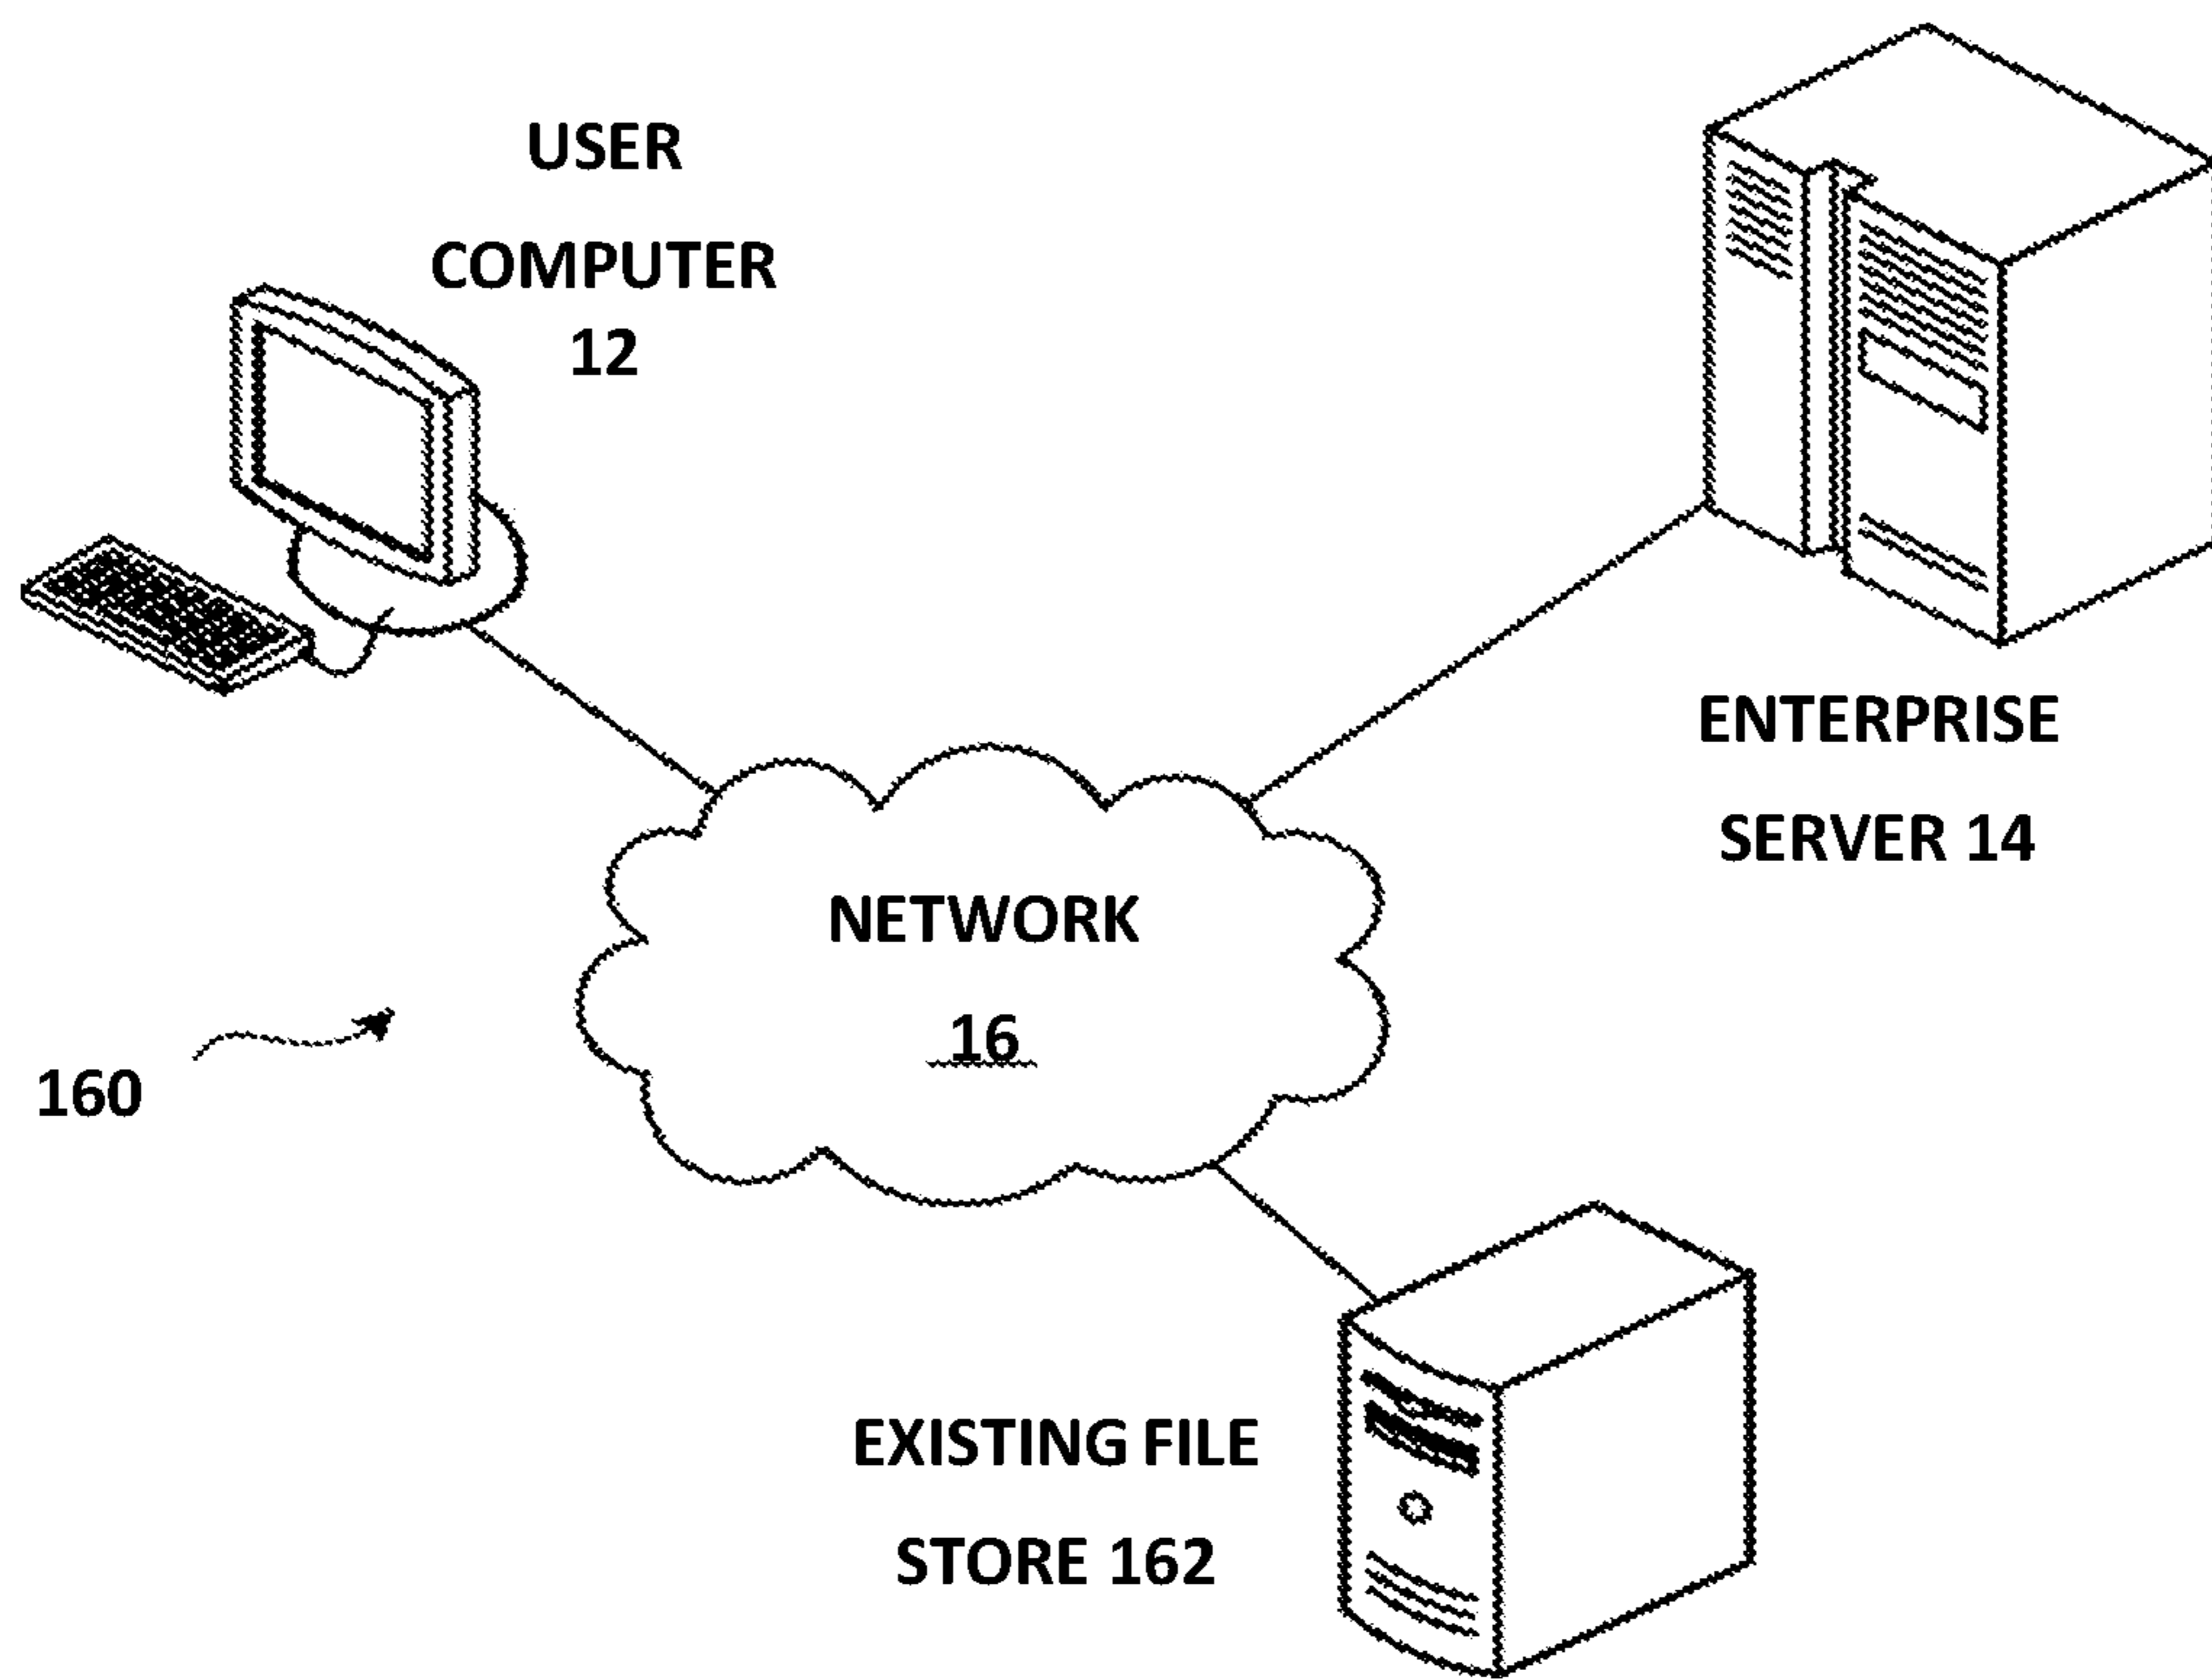 USER
COMPUTER
12
ENTERPRISE
SERVER 14
NETWORK
16
160
EXISTING FILE
STORE 162